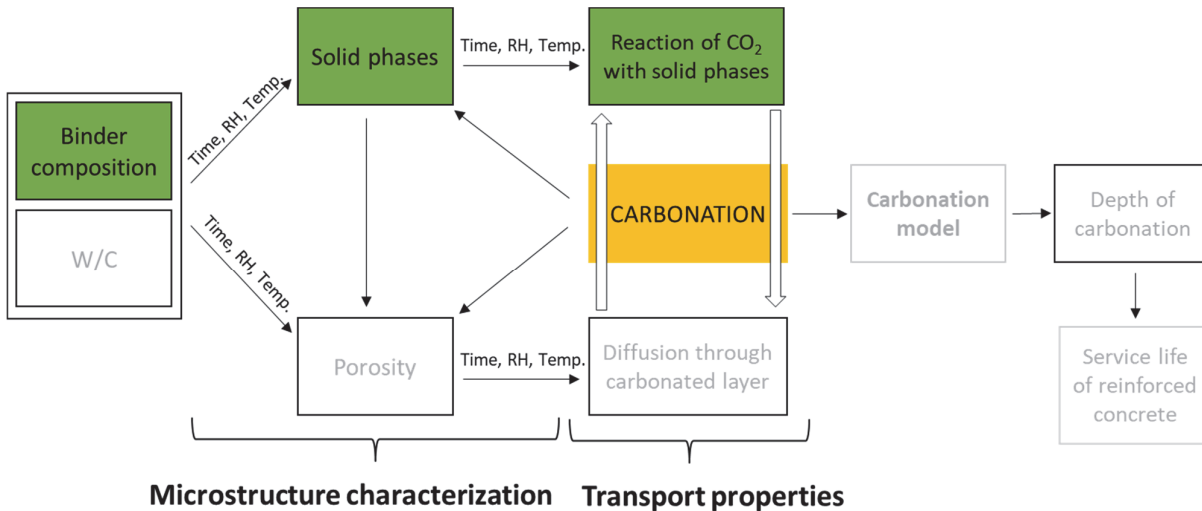 Binder
composition
W/C
Time, RH, Temp.
Time, RH, Temp.
Solid phases
Time, RH, Temp.
Reaction of CO₂
with solid phases
CARBONATION
Carbonation
model
Depth of
carbonation
Porosity
Time, RH, Temp.
Diffusion through
carbonated layer
Service life
of reinforced
concrete
Microstructure characterization
Transport properties